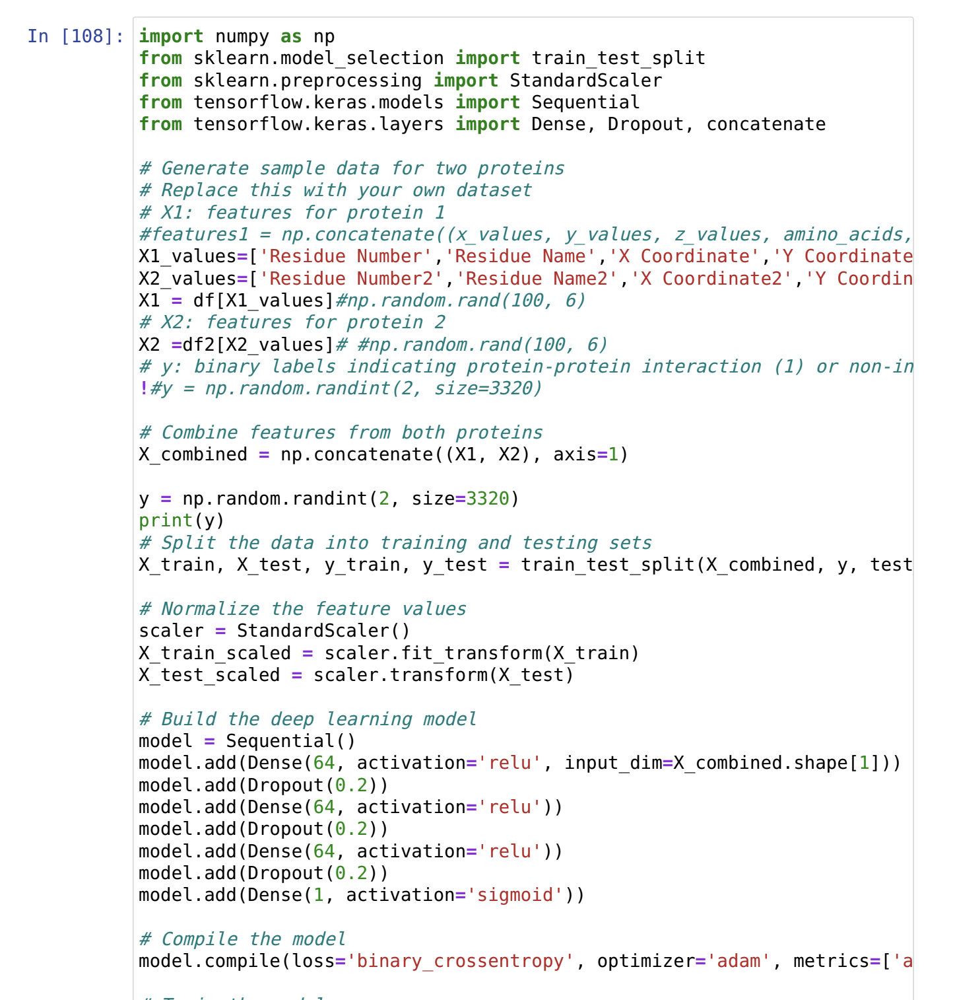 In [108]: import numpy as np
from sklearn.model_selection import train_test_split
from sklearn.preprocessing import StandardScaler
from tensorflow.keras.models import Sequential
from tensorflow.keras.layers import Dense, Dropout, concatenate

# Generate sample data for two proteins
# Replace this with your own dataset
# X1: features for protein 1
#features1 = np.concatenate((x_values, y_values, z_values, amino_acids,
X1_values=['Residue Number','Residue Name','X Coordinate','Y Coordinate
X2_values=['Residue Number2','Residue Name2','X Coordinate2','Y Coordin
X1 = df[X1_values]#np.random.rand(100, 6)
# X2: features for protein 2
X2 =df2[X2_values]# #np.random.rand(100, 6)
# y: binary labels indicating protein-protein interaction (1) or non-in
!#y = np.random.randint(2, size=3320)

# Combine features from both proteins
X_combined = np.concatenate((X1, X2), axis=1)

y = np.random.randint(2, size=3320)
print(y)
# Split the data into training and testing sets
X_train, X_test, y_train, y_test = train_test_split(X_combined, y, test

# Normalize the feature values
scaler = StandardScaler()
X_train_scaled = scaler.fit_transform(X_train)
X_test_scaled = scaler.transform(X_test)

# Build the deep learning model
model = Sequential()
model.add(Dense(64, activation='relu', input_dim=X_combined.shape[1]))
model.add(Dropout(0.2))
model.add(Dense(64, activation='relu'))
model.add(Dropout(0.2))
model.add(Dense(64, activation='relu'))
model.add(Dropout(0.2))
model.add(Dense(1, activation='sigmoid'))

# Compile the model
model.compile(loss='binary_crossentropy', optimizer='adam', metrics=['a